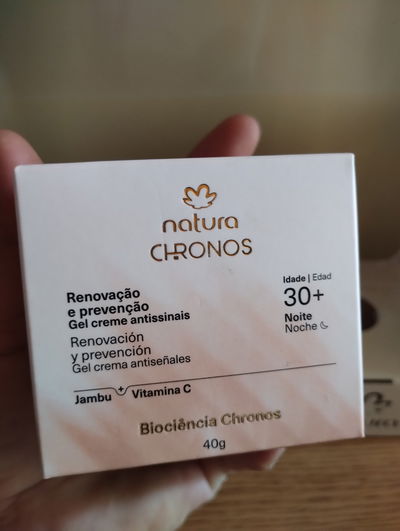 natura
CHRONOS
Renovação
e prevenção
Gel creme antissinais
Renovación
y prevención
Gel crema antiseñales
Idade | Edad
30+
Noite
Noche
Jambu + Vitamina C
Biociência Chronos
40g